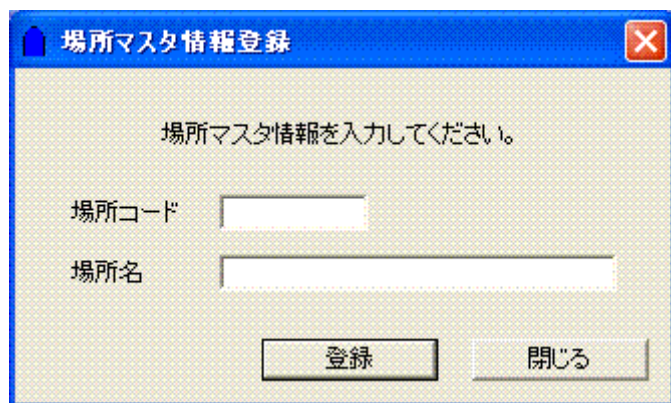 場所マスタ情報登録
場所マスタ情報を入力してください。
場所コード
場所名
登録 閉じる